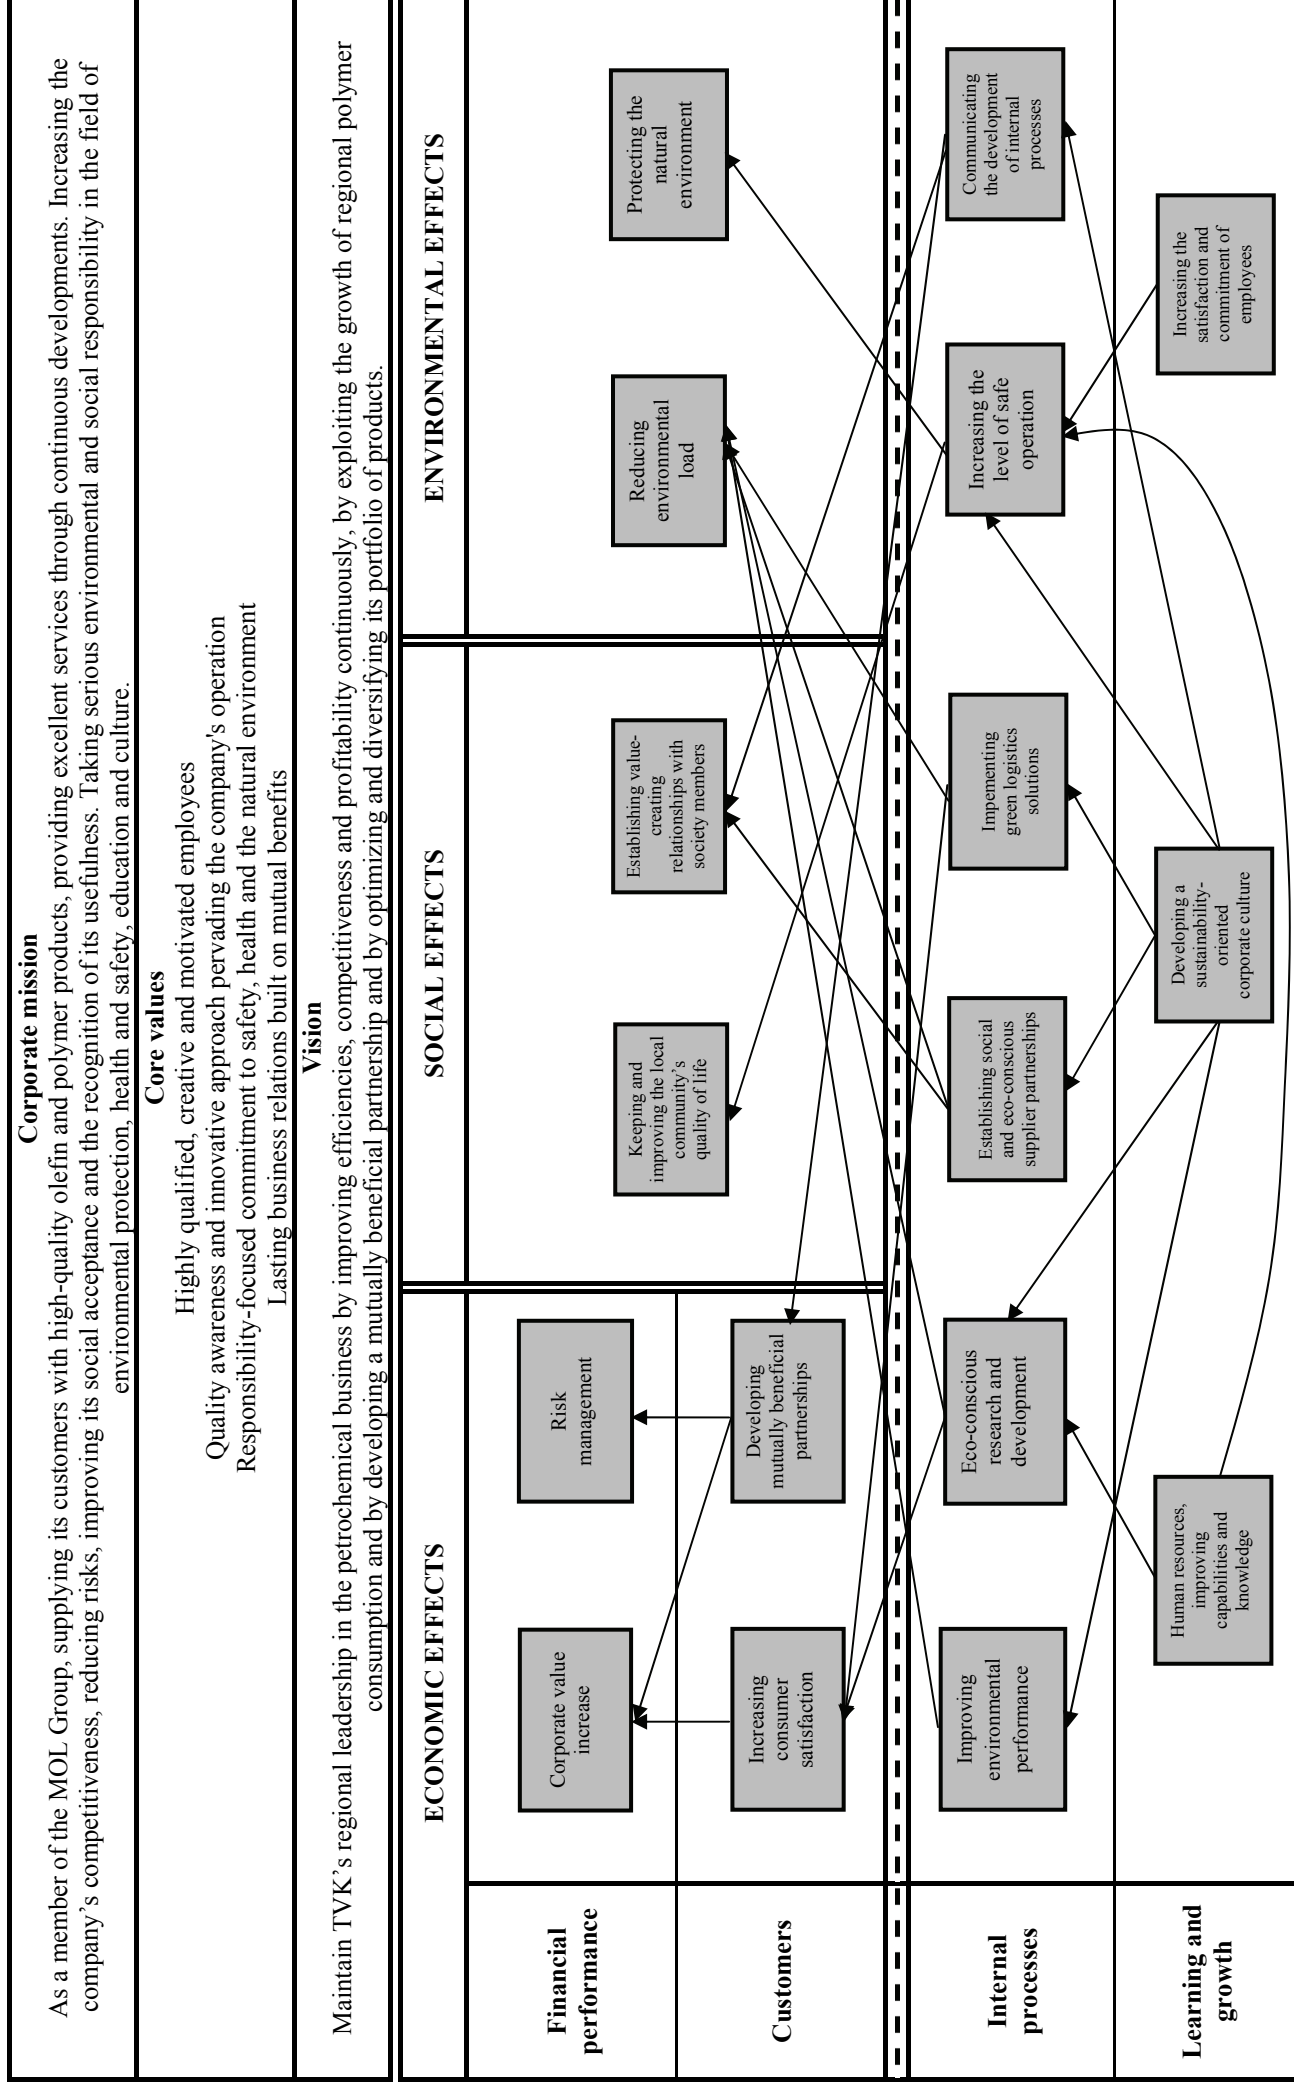 Corporate mission
As a member of the MOL Group, supplying its customers with high-quality olefin and polymer products, providing excellent services through continuous developments. Increasing the
company's competitiveness, reducing risks, improving its social acceptance and the recognition of its usefulness. Taking serious environmental and social responsibility in the field of
environmental protection, health and safety, education and culture.
Core values
Highly qualified, creative and motivated employees
Quality awareness and innovative approach pervading the company's operation
Responsibility-focused commitment to safety, health and the natural environment
Lasting business relations built on mutual benefits
Vision
Maintain TVK's regional leadership in the petrochemical business by improving efficiencies, competitiveness and profitability continuously, by exploiting the growth of regional polymer
consumption and by developing a mutually beneficial partnership and by optimizing and diversifying its portfolio of products.
ECONOMIC EFFECTS
SOCIAL EFFECTS
ENVIRONMENTAL EFFECTS
Financial
performance
Corporate value
increase
Risk
management
Keeping and
improving the local
community's
quality of life
Establishing value-
creating
relationships with
society members
Reducing
environmental
load
Protecting the
natural
environment
Customers
Increasing
consumer
satisfaction
Developing
mutually beneficial
partnerships
Internal
processes
Improving
environmental
performance
Eco-conscious
research and
development
Establishing social
and eco-conscious
supplier partnerships
Impementing
green logistics
solutions
Increasing the
level of safe
operation
Communicating
the development
of internal
processes
Learning and
growth
Human resources,
improving
capabilities and
knowledge
Developing a
sustainability-
oriented
corporate culture
Increasing the
satisfaction and
commitment of
employees